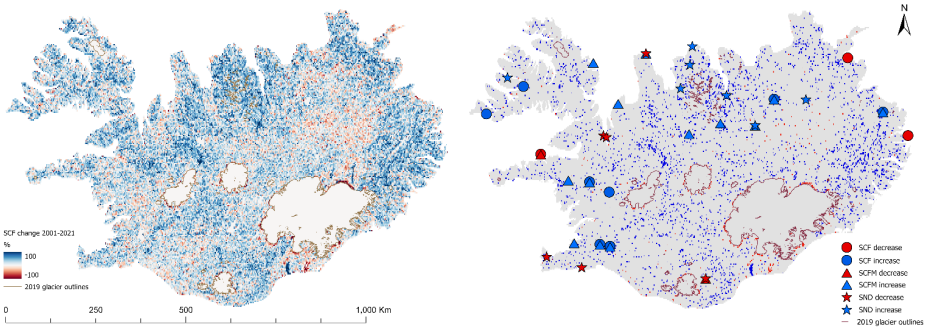 N
SCF change 2001-2021
%
100
-100
2019 glacier outlines
0 250 500 1,000 Km
SCF decrease
SCF increase
SCFM decrease
SCFM increase
SND decrease
SND increase
2019 glacier outlines